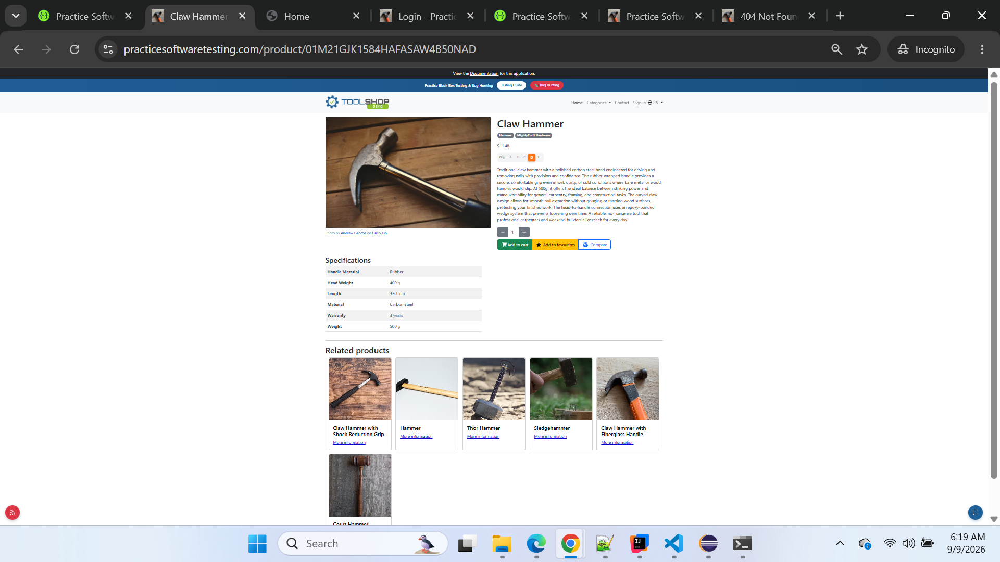 Practice Softw
Claw Hammer
Home
Login - Practic
Practice Softw
Practice Softw
404 Not Foun
practicesoftwaretesting.com/product/01M21GJK1584HAFASAW4B50NAD
Incognito
View the Documentation for this application.
Practice Black Box Testing & Bug Hunting
Testing Guide
Bug Hunting
TOOLSHOP
DEMO
Home
Categories
Contact
Sign in
EN
Claw Hammer
Hammer
MightyCraft Hardware
$11.48
CO₂: A B C D E
Traditional claw hammer with a polished carbon steel head engineered for driving and
removing nails with precision and confidence. The rubber-wrapped handle provides a
secure, comfortable grip even in wet, dusty, or cold conditions where bare metal or wood
handles would slip. At 500g, it offers the ideal balance between striking power and
maneuverability for general carpentry, framing, and construction tasks. The curved claw
design allows for smooth nail extraction without gouging or marring wood surfaces,
protecting your finished work. The head-to-handle connection uses an epoxy-bonded
wedge system that prevents loosening over time. A reliable, no-nonsense tool that
professional carpenters and weekend builders alike reach for every day.
Photo by Andrew George on Unsplash.
1
Add to cart
Add to favourites
Compare
Specifications
Handle Material Rubber
Head Weight 400 g
Length 320 mm
Material Carbon Steel
Warranty 3 years
Weight 500 g
Related products
Claw Hammer with
Shock Reduction Grip
More information
Hammer
More information
Thor Hammer
More information
Sledgehammer
More information
Claw Hammer with
Fiberglass Handle
More information
Court Hammer
Search
6:19 AM
9/9/2026